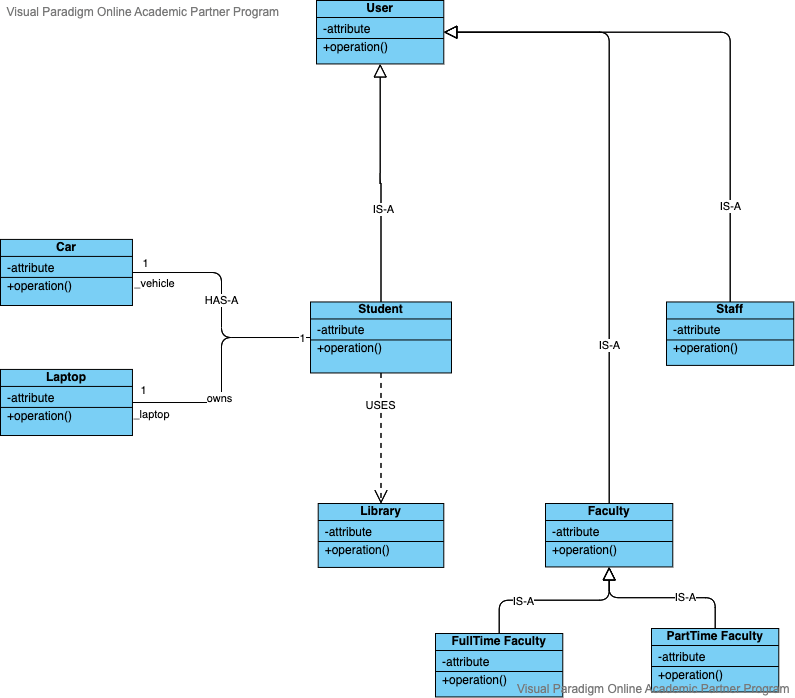 Visual Paradigm Online Academic Partner Program
User
-attribute
+operation()
IS-A
IS-A
IS-A
Car
-attribute
+operation()
1
_vehicle
HAS-A
Laptop
-attribute
+operation()
1
_laptop
owns
1
Student
-attribute
+operation()
USES
Staff
-attribute
+operation()
Library
-attribute
+operation()
Faculty
-attribute
+operation()
IS-A
IS-A
FullTime Faculty
-attribute
+operation()
PartTime Faculty
-attribute
+operation()
Visual Paradigm Online Academic Partner Program